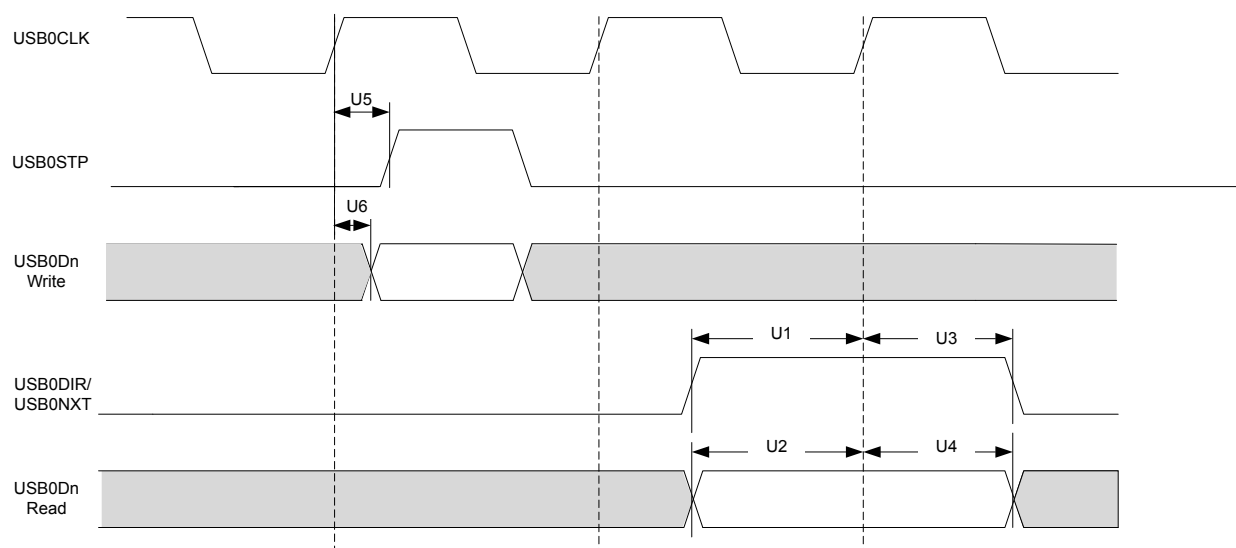 USB0CLK
U5
USB0STP
U6
USB0Dn
Write
U1
U3
USB0DIR/
USB0NXT
U2
U4
USB0Dn
Read